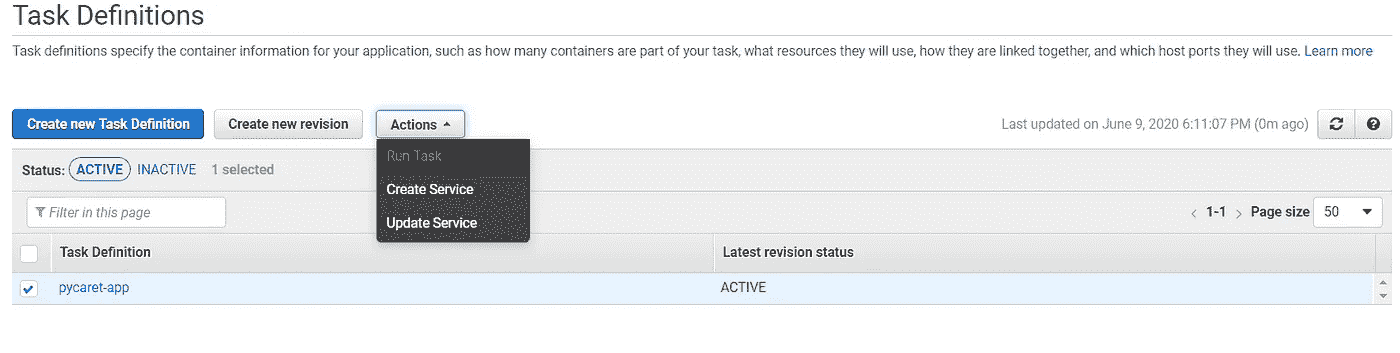 Task Definitions
Task definitions specify the container information for your application, such as how many containers are part of your task, what resources they will use, how they are linked together, and which host ports they will use. Learn more
Create new Task Definition Create new revision Actions Last updated on June 9, 2020 6:11:07 PM (0m ago)
Run Task
Status: ACTIVE INACTIVE 1 selected
Create Service
Filter in this page 1-1 Page size 50
Update Service
Task Definition Latest revision status
pycaret-app ACTIVE